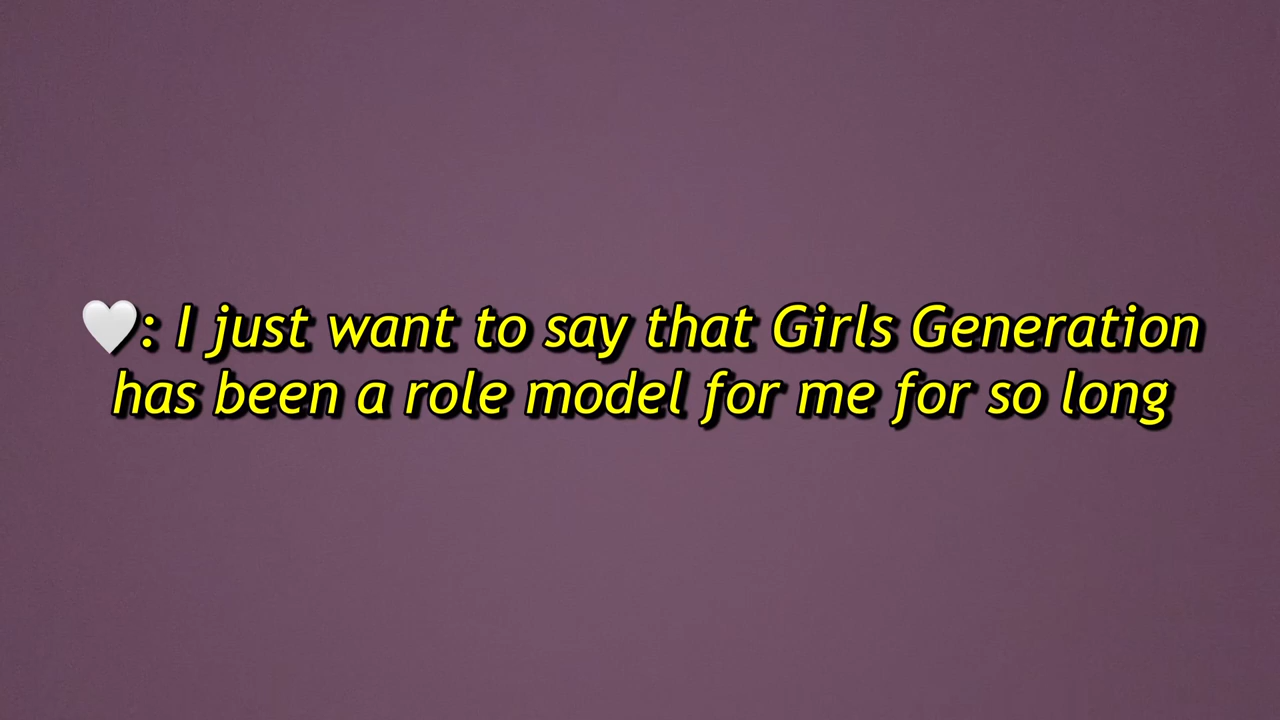 🤍: I just want to say that Girls Generation
has been a role model for me for so long